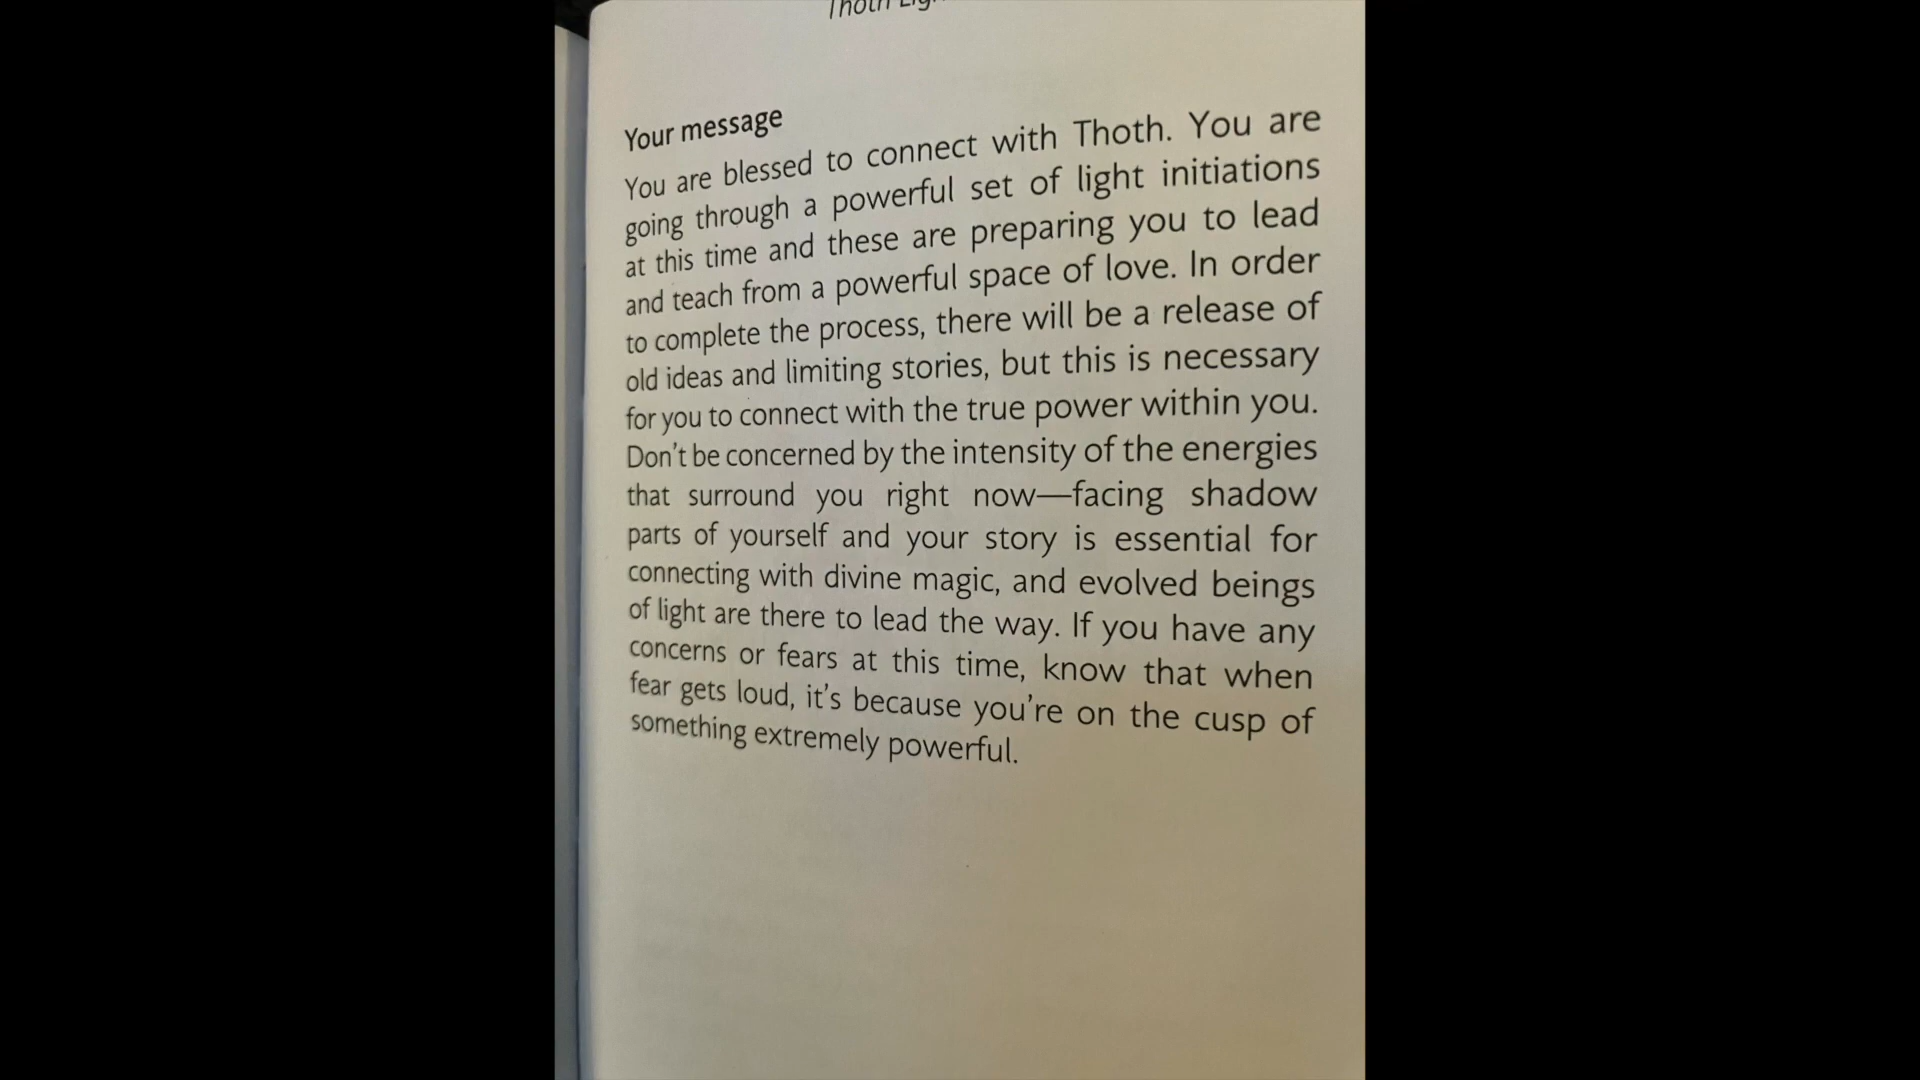 Thoth
Your message
You are blessed to connect with Thoth. You are
going through a powerful set of light initiations
at this time and these are preparing you to lead
and teach from a powerful space of love. In order
to complete the process, there will be a release of
old ideas and limiting stories, but this is necessary
for you to connect with the true power within you.
Don't be concerned by the intensity of the energies
that surround you right now—facing shadow
parts of yourself and your story is essential for
connecting with divine magic, and evolved beings
of light are there to lead the way. If you have any
concerns or fears at this time, know that when
fear gets loud, it's because you're on the cusp of
something extremely powerful.